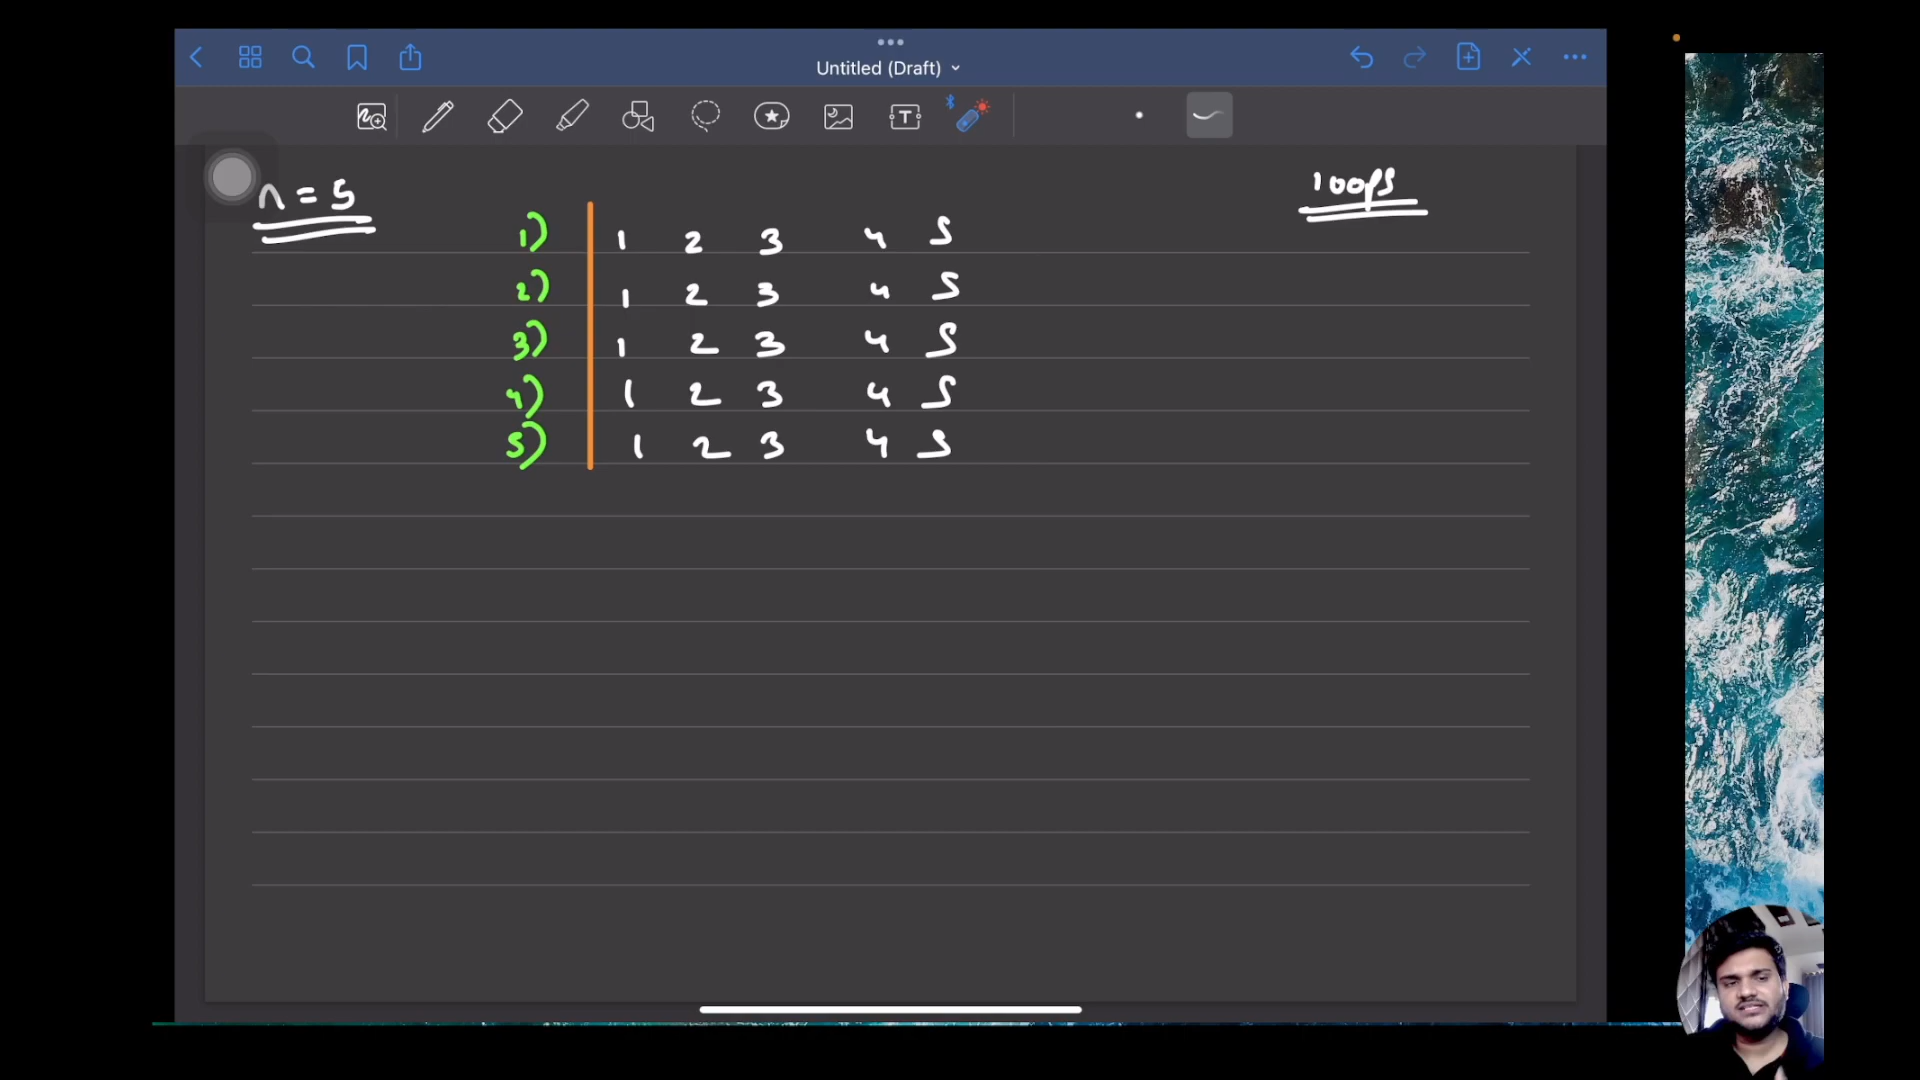 Untitled (Draft)
n = 5
loops
1) 1 2 3 4 5
2) 1 2 3 4 5
3) 1 2 3 4 5
4) 1 2 3 4 5
5) 1 2 3 4 5